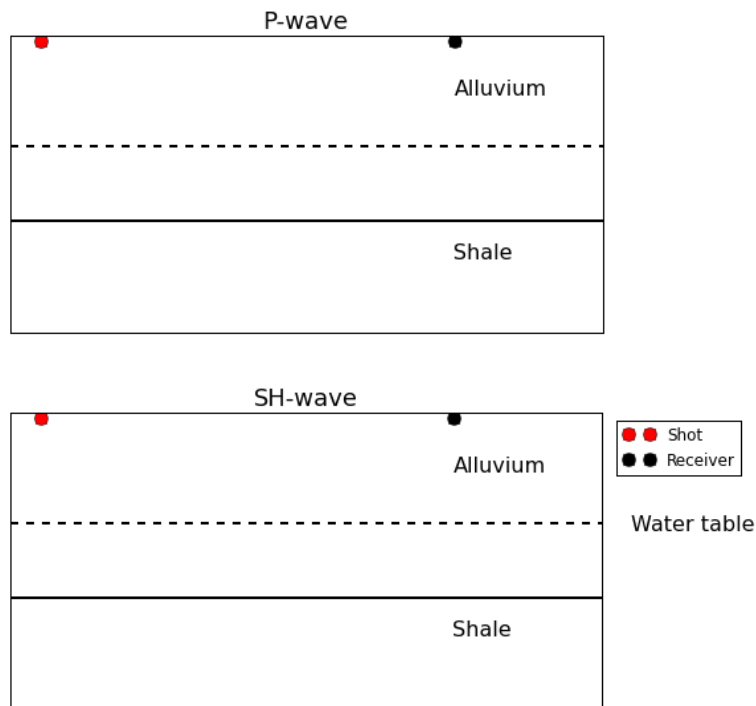 P-wave
Alluvium
Shale
SH-wave
Shot
Receiver
Alluvium
Water table
Shale